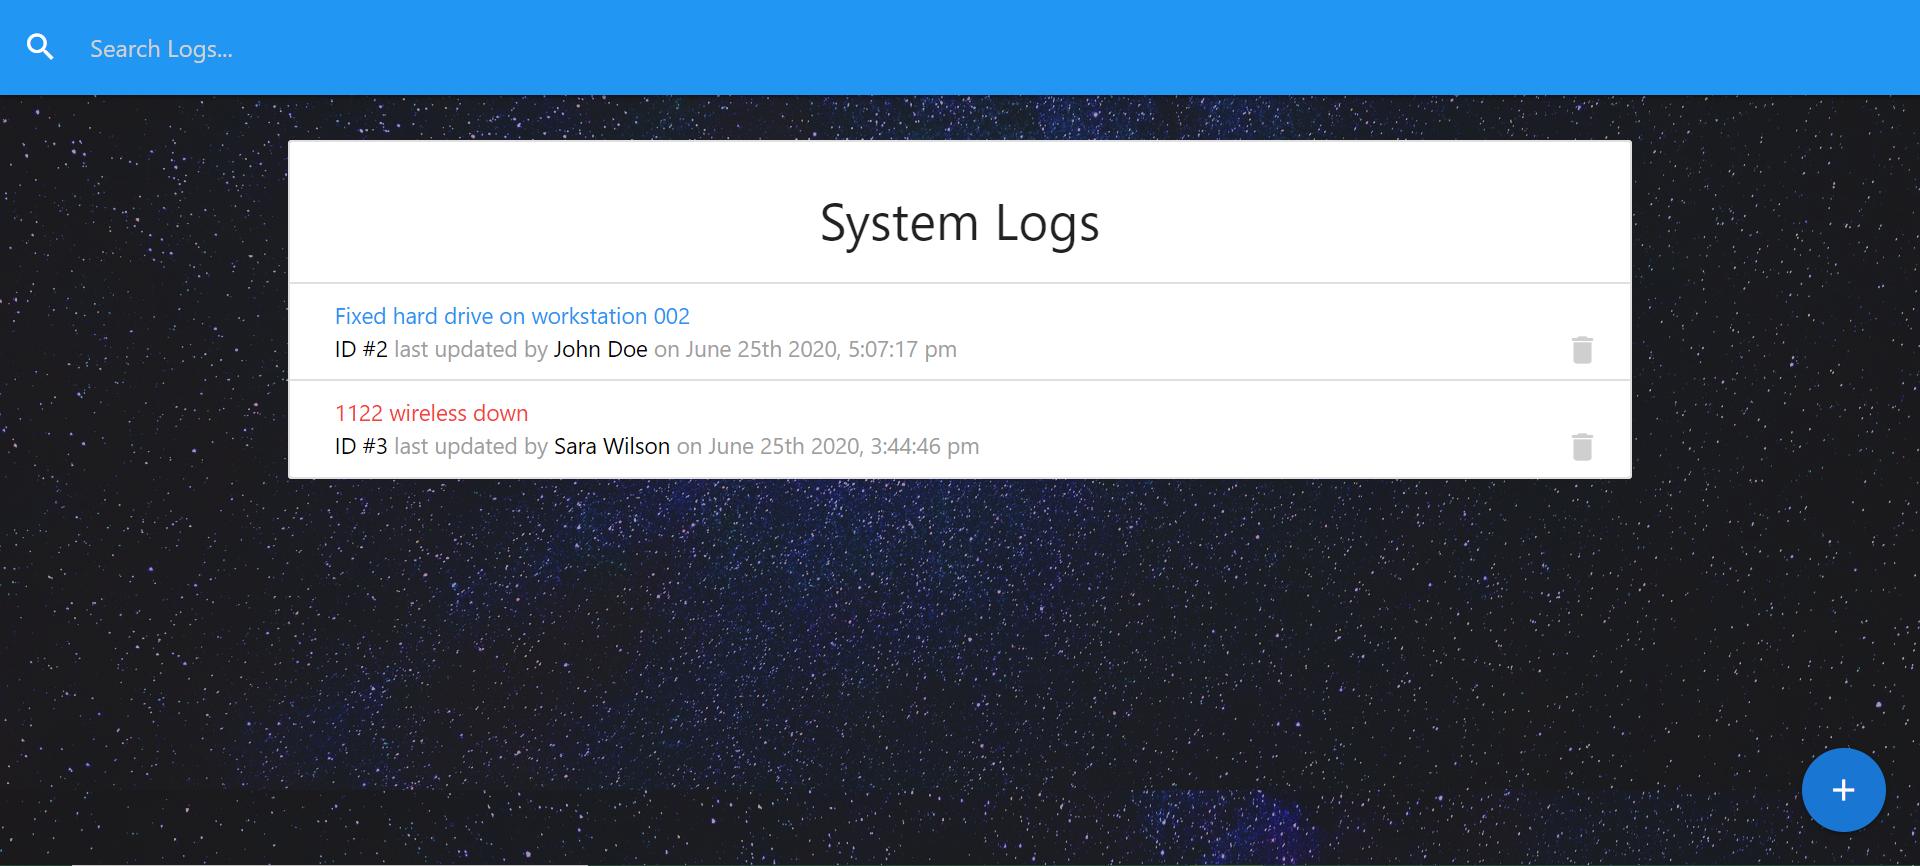 Search Logs...
System Logs
Fixed hard drive on workstation 002
ID #2 last updated by John Doe on June 25th 2020, 5:07:17 pm
1122 wireless down
ID #3 last updated by Sara Wilson on June 25th 2020, 3:44:46 pm